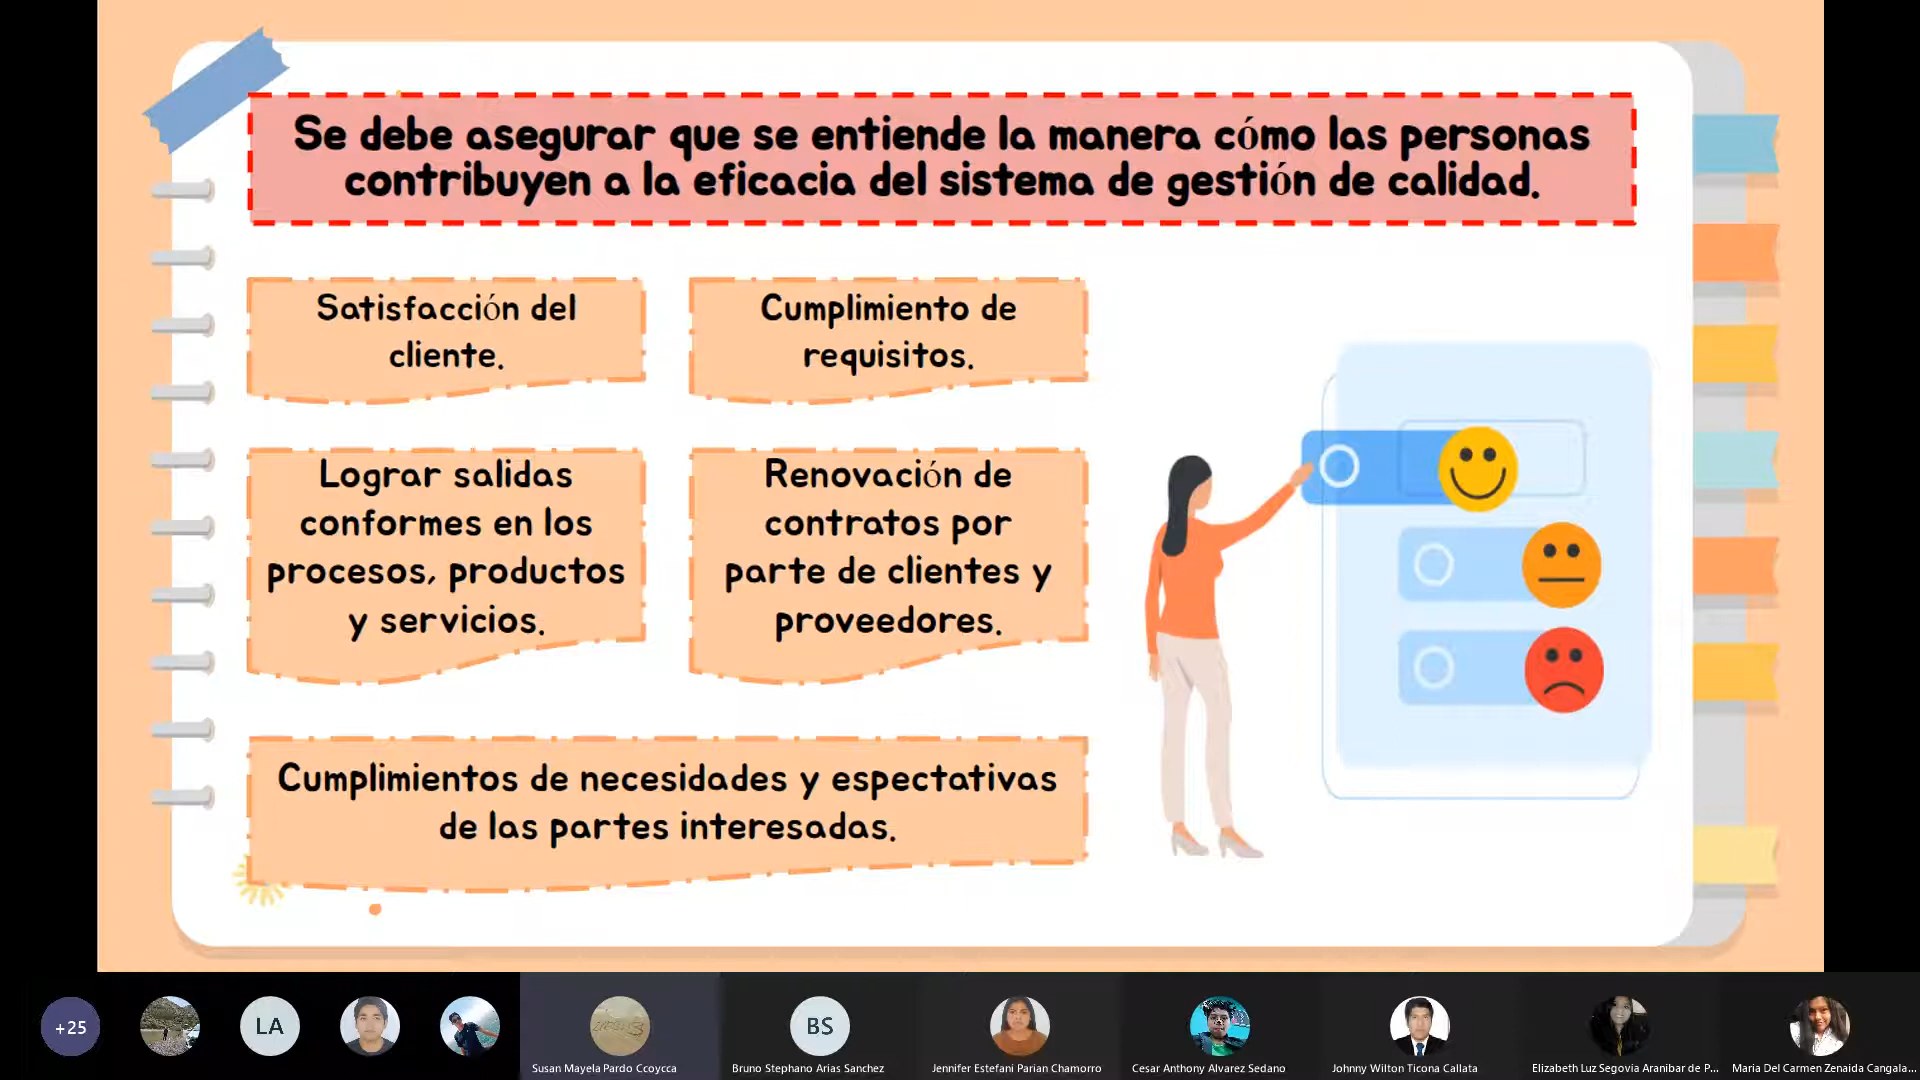 Se debe asegurar que se entiende la manera cómo las personas
contribuyen a la eficacia del sistema de gestión de calidad.
Satisfacción del
cliente.
Cumplimiento de
requisitos.
Lograr salidas
conformes en los
procesos, productos
y servicios.
Renovación de
contratos por
parte de clientes y
proveedores.
Cumplimientos de necesidades y espectativas
de las partes interesadas.
+25
LA
BS
Susan Mayela Pardo Ccoycca
Bruno Stephano Arias Sanchez
Jennifer Estefani Parian Chamorro
Cesar Anthony Alvarez Sedano
Johnny Wilton Ticona Callata
Elizabeth Luz Segovia Aranibar de P...
Maria Del Carmen Zenaida Cangala...